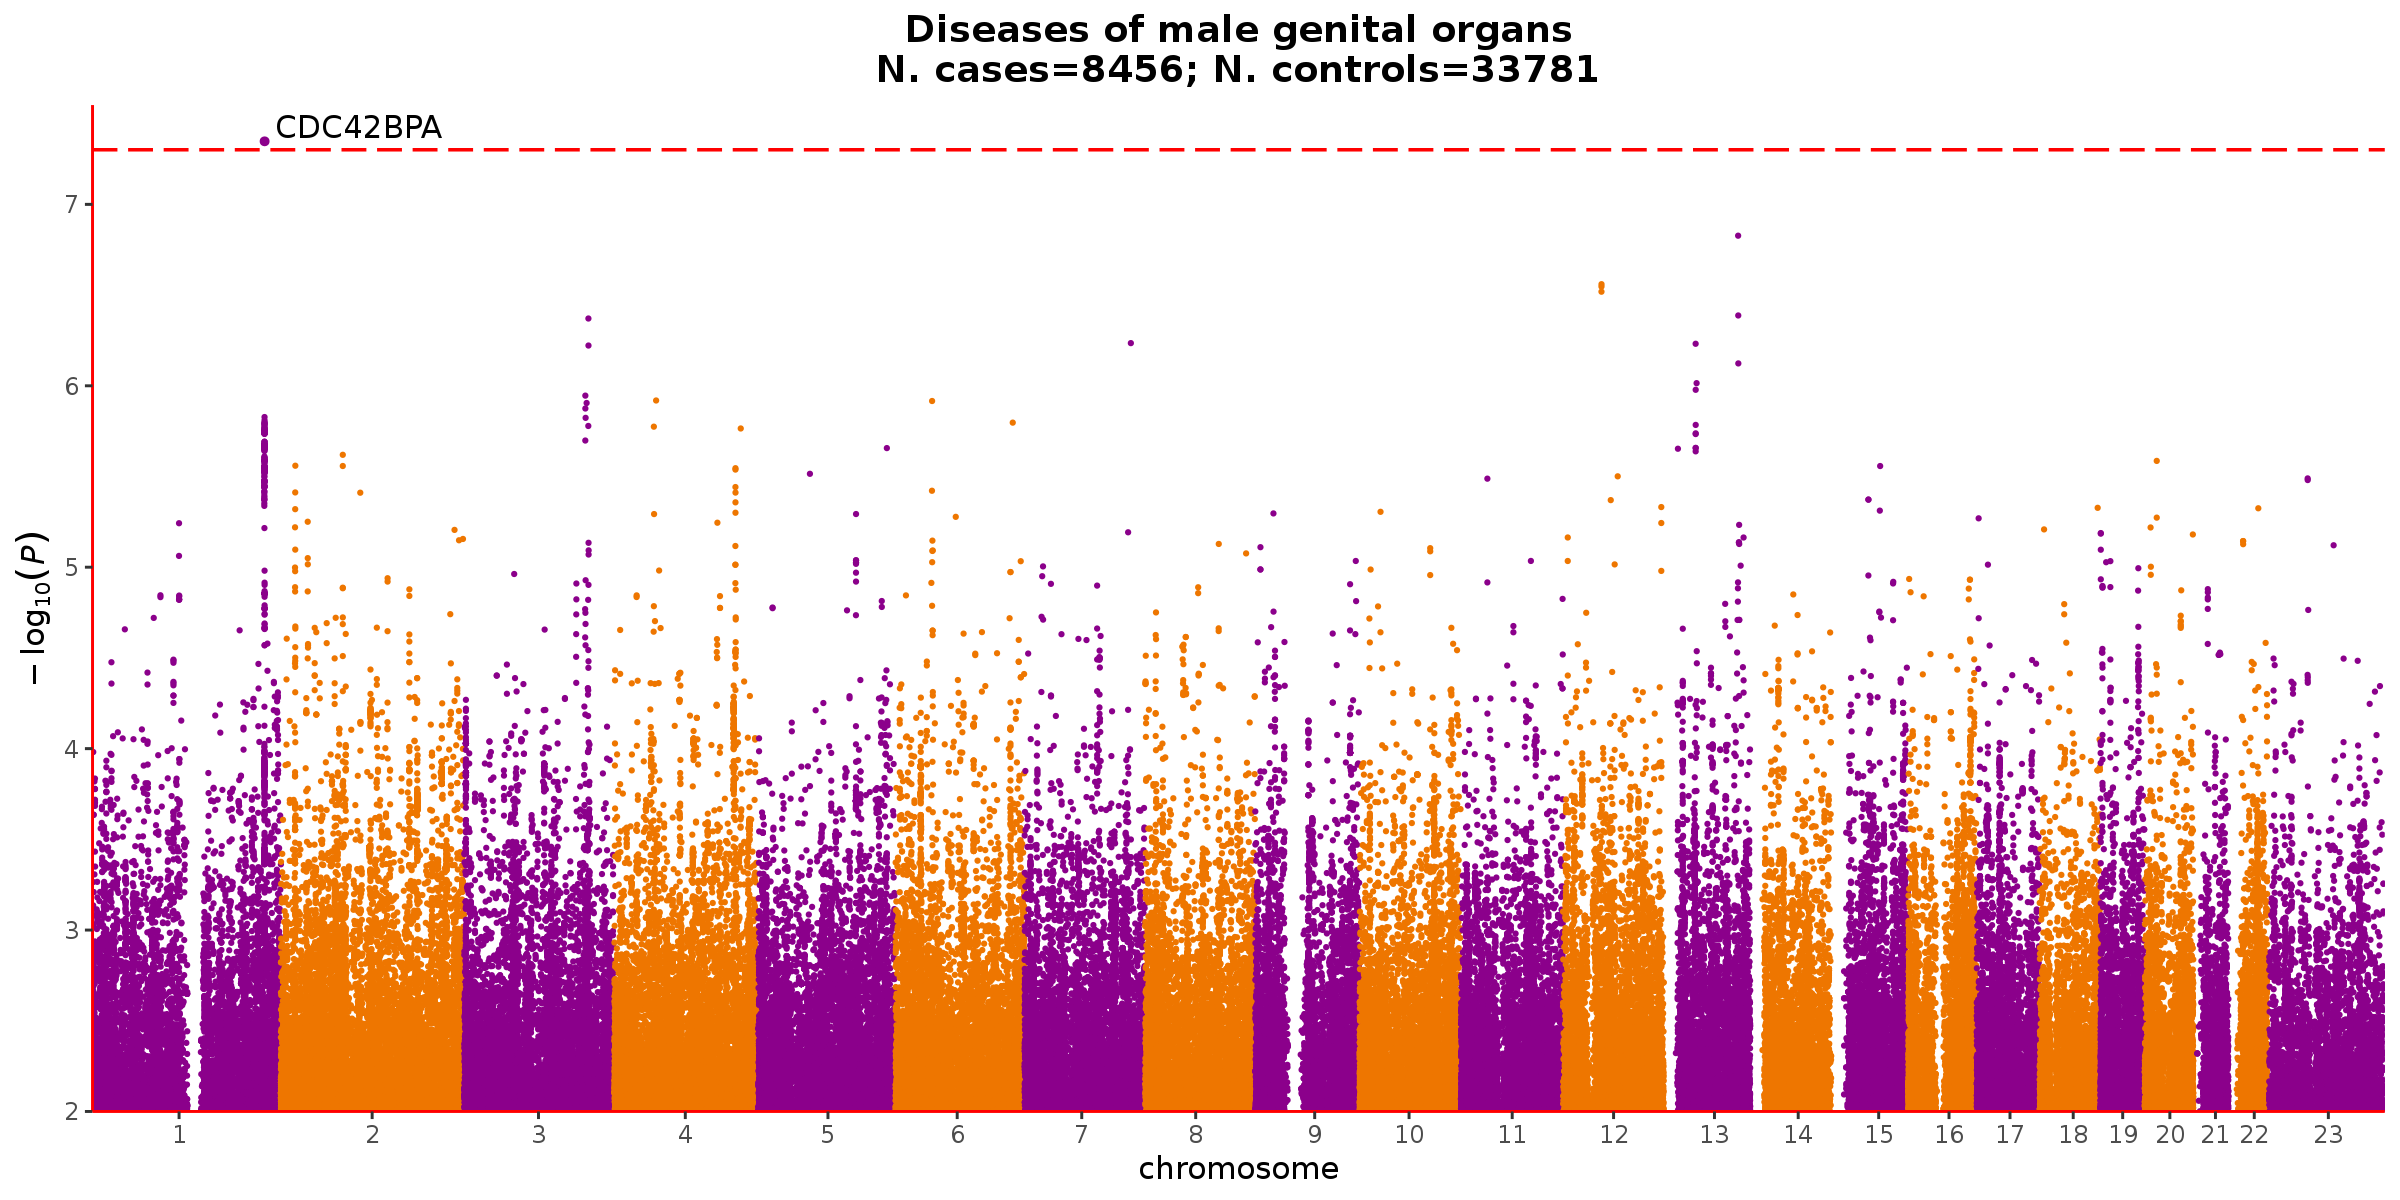 Diseases of male genital organs
N. cases=8456; N. controls=33781
CDC42BPA
7
6
5
4
3
2
−log10(P)
1 2 3 4 5 6 7 8 9 10 11 12 13 14 15 16 17 18 19 20 21 22 23
chromosome